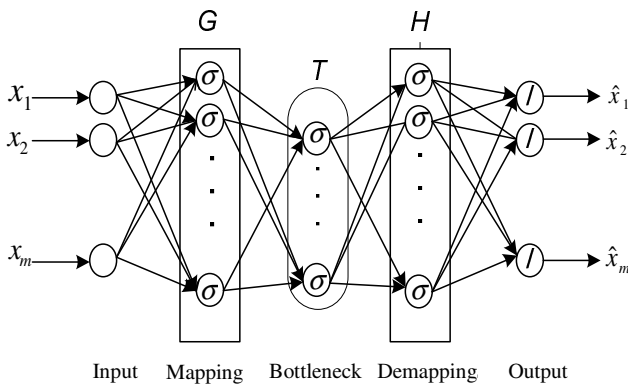 G
H
T
x1 σ σ / x̂1
x2 σ σ σ / x̂2
xm σ σ σ / x̂m
Input Mapping Bottleneck Demapping Output